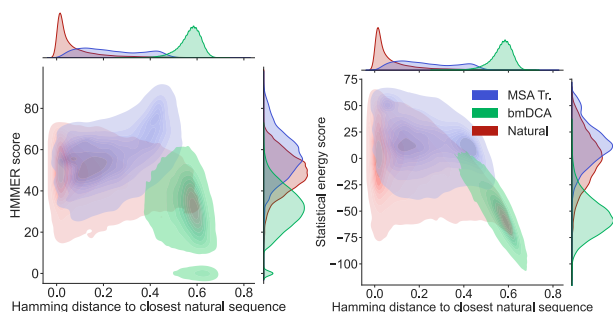 HMMER score
80
60
40
20
0
0.0 0.2 0.4 0.6 0.8
Hamming distance to closest natural sequence
Statistical energy score
75
50
25
0
−25
−50
−75
−100
MSA Tr.
bmDCA
Natural
0.0 0.2 0.4 0.6 0.8
Hamming distance to closest natural sequence